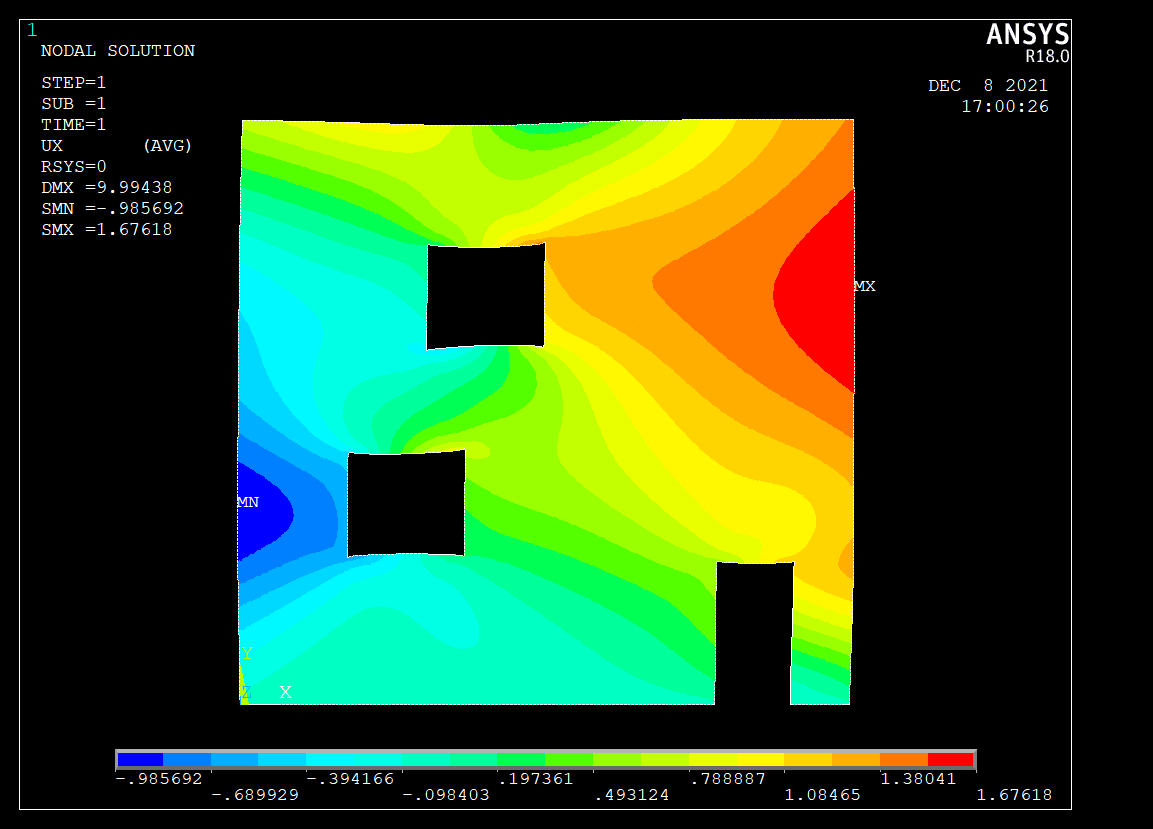 1
ANSYS
R18.0
NODAL SOLUTION
DEC 8 2021
17:00:26
STEP=1
SUB =1
TIME=1
UX (AVG)
RSYS=0
DMX =9.99438
SMN =-.985692
SMX =1.67618
MX
MN
Y
Z X
-.985692 -.394166 .197361 .788887 1.38041
-.689929 -.098403 .493124 1.08465 1.67618